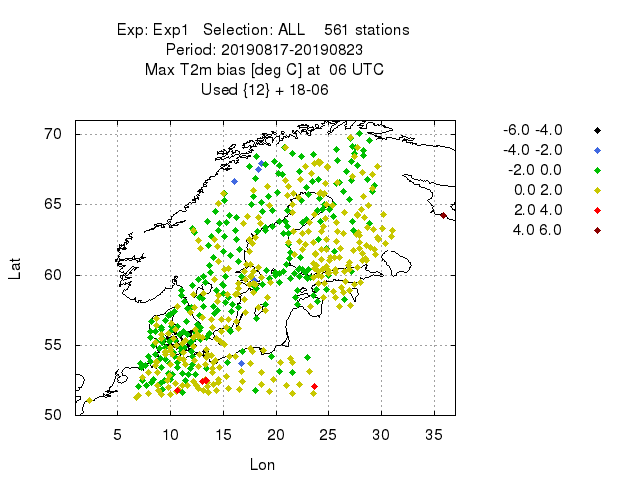 Exp: Exp1 Selection: ALL 561 stations
Period: 20190817-20190823
Max T2m bias [deg C] at 06 UTC
Used {12} + 18-06
-6.0 -4.0
-4.0 -2.0
-2.0 0.0
0.0 2.0
2.0 4.0
4.0 6.0
70
65
60
55
50
Lat
5 10 15 20 25 30 35
Lon